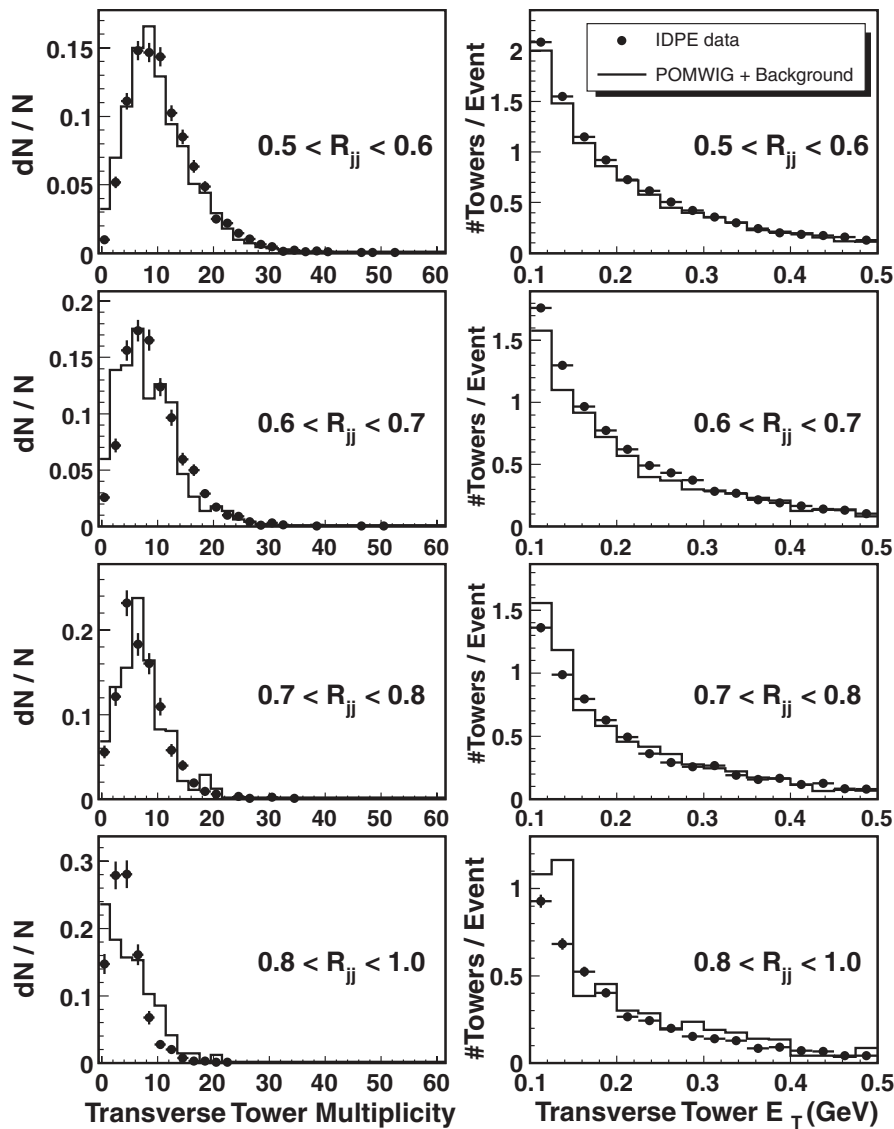 dN / N
0.15
0.1
0.05
0
0 10 20 30 40 50 60
0.5 < R_jj < 0.6
#Towers / Event
2
1
0
0.1 0.2 0.3 0.4 0.5
IDPE data
POMWIG + Background
0.5 < R_jj < 0.6
dN / N
0.2
0.15
0.1
0.05
0
0 10 20 30 40 50 60
0.6 < R_jj < 0.7
#Towers / Event
1.5
1
0.5
0
0.1 0.2 0.3 0.4 0.5
0.6 < R_jj < 0.7
dN / N
0.2
0.1
0
0 10 20 30 40 50 60
0.7 < R_jj < 0.8
#Towers / Event
1.5
1
0.5
0
0.1 0.2 0.3 0.4 0.5
0.7 < R_jj < 0.8
dN / N
0.3
0.2
0.1
0
0 10 20 30 40 50 60
0.8 < R_jj < 1.0
Transverse Tower Multiplicity
#Towers / Event
1
0.5
0
0.1 0.2 0.3 0.4 0.5
0.8 < R_jj < 1.0
Transverse Tower E_T (GeV)